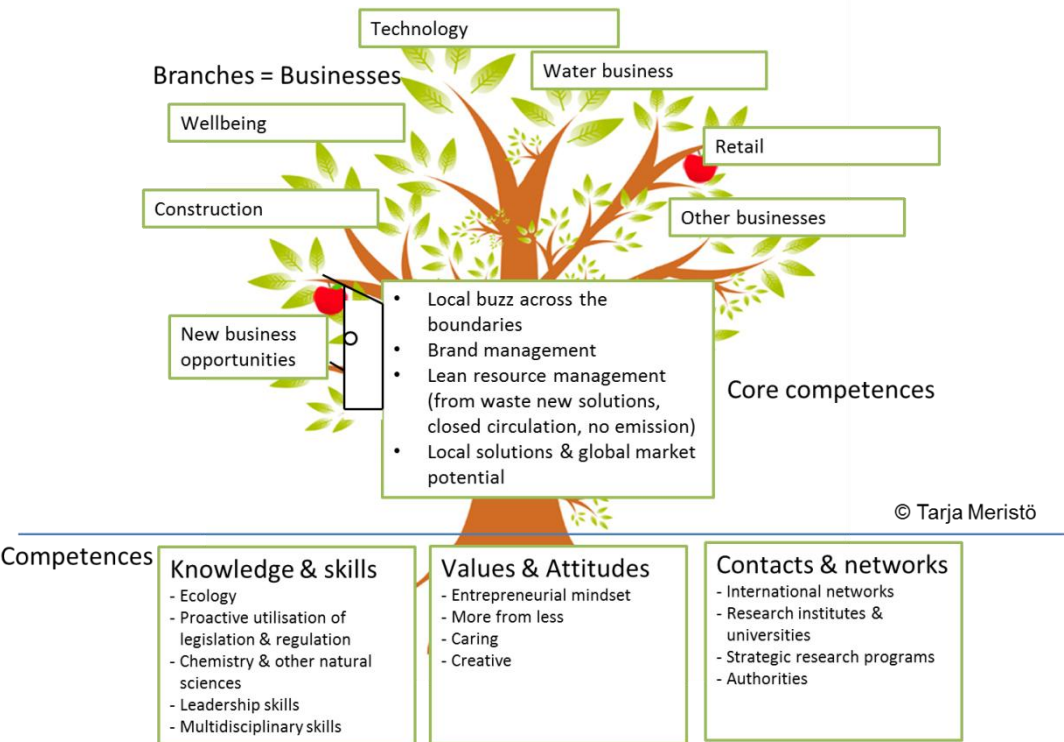 Technology
Branches = Businesses
Water business
Wellbeing
Retail
Construction
Other businesses
New business
opportunities
• Local buzz across the
boundaries
• Brand management
• Lean resource management
(from waste new solutions,
closed circulation, no emission)
• Local solutions & global market
potential
Core competences
© Tarja Meristö
Competences
Knowledge & skills
- Ecology
- Proactive utilisation of
legislation & regulation
- Chemistry & other natural
sciences
- Leadership skills
- Multidisciplinary skills
Values & Attitudes
- Entrepreneurial mindset
- More from less
- Caring
- Creative
Contacts & networks
- International networks
- Research institutes &
universities
- Strategic research programs
- Authorities